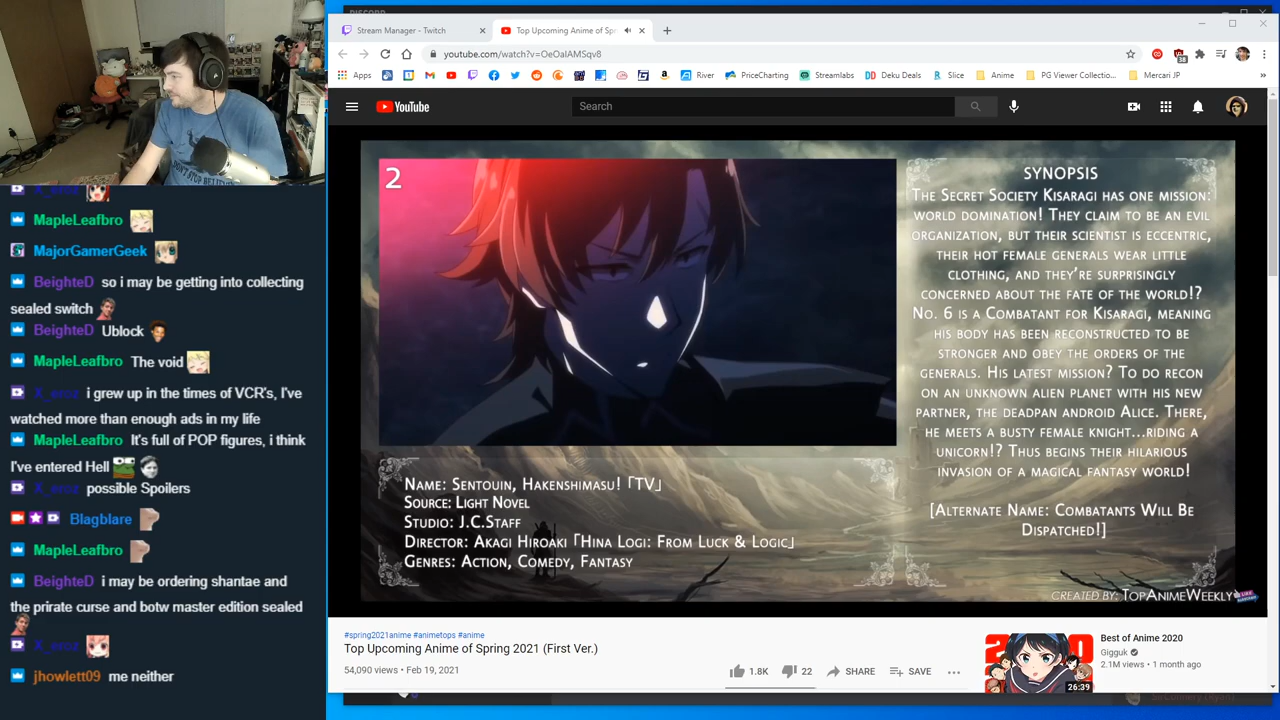 Stream Manager - Twitch
Top Upcoming Anime of Spr
youtube.com/watch?v=OeOaIAMSqv8
38
Apps
River
PriceCharting
Streamlabs
Deku Deals
Slice
Anime
PG Viewer Collectio...
Mercari JP
YouTube
Search
2
SYNOPSIS
The Secret Society Kisaragi has one mission:
world domination! They claim to be an evil
organization, but their scientist is eccentric,
their hot female generals wear little
clothing, and they're surprisingly
concerned about the fate of the world!?
No. 6 is a Combatant for Kisaragi, meaning
his body has been reconstructed to be
stronger and obey the orders of the
generals. His latest mission? To do recon
on an unknown alien planet with his new
partner, the deadpan android Alice. There,
he meets a busty female knight...riding a
unicorn!? Thus begins their hilarious
invasion of a magical fantasy world!
[Alternate Name: Combatants Will Be
Dispatched!]
Name: Sentouin, Hakenshimasu! 「TV」
Source: Light Novel
Studio: J.C.Staff
Director: Akagi Hiroaki 「Hina Logi: From Luck & Logic」
Genres: Action, Comedy, Fantasy
Created by: TopAnimeWeekly
#spring2021anime #animetops #anime
Top Upcoming Anime of Spring 2021 (First Ver.)
54,090 views • Feb 19, 2021
1.8K
22
SHARE
SAVE
Best of Anime 2020
Gigguk
2.1M views • 1 month ago
26:39
X_eroz
MapleLeafbro
MajorGamerGeek
BeighteD so i may be getting into collecting
sealed switch
BeighteD Ublock
MapleLeafbro The void
X_eroz i grew up in the times of VCR's, I've
watched more than enough ads in my life
MapleLeafbro It's full of POP figures, i think
I've entered Hell
X_eroz possible Spoilers
Blagblare
MapleLeafbro
BeighteD i may be ordering shantae and
the prirate curse and botw master edition sealed
X_eroz
jhowlett09 me neither